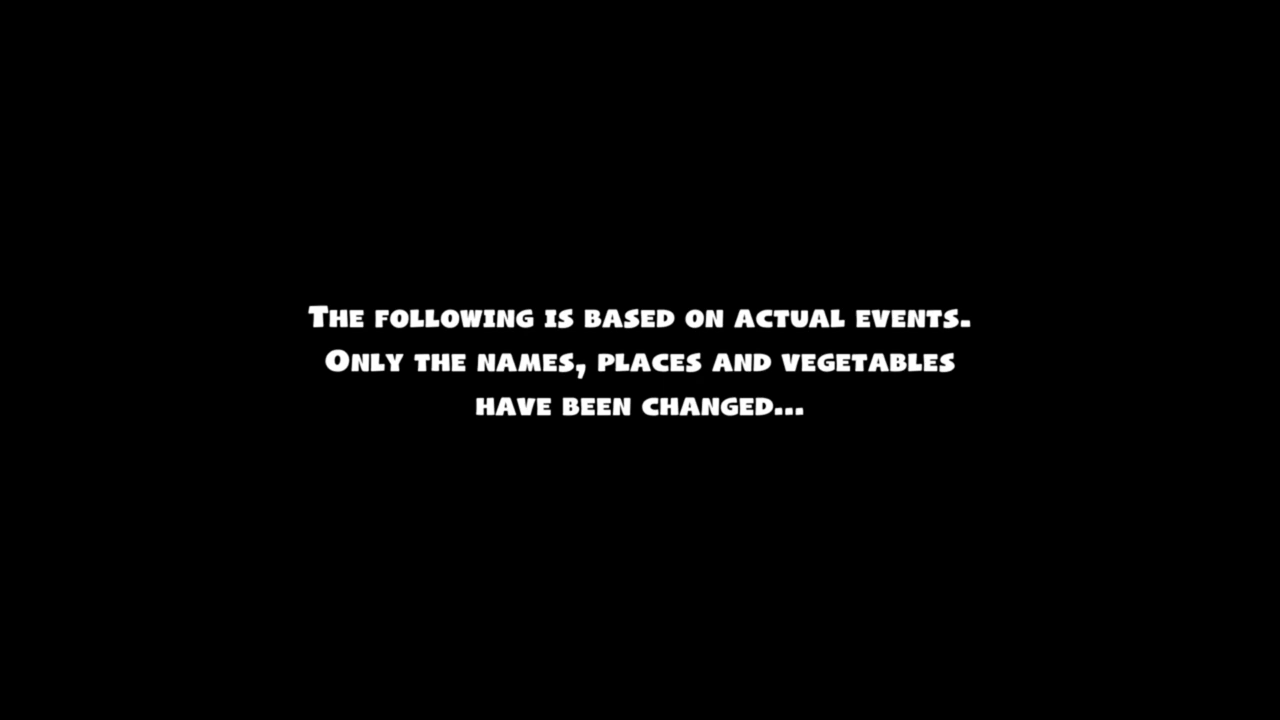 The following is based on actual events.
Only the names, places and vegetables
have been changed...